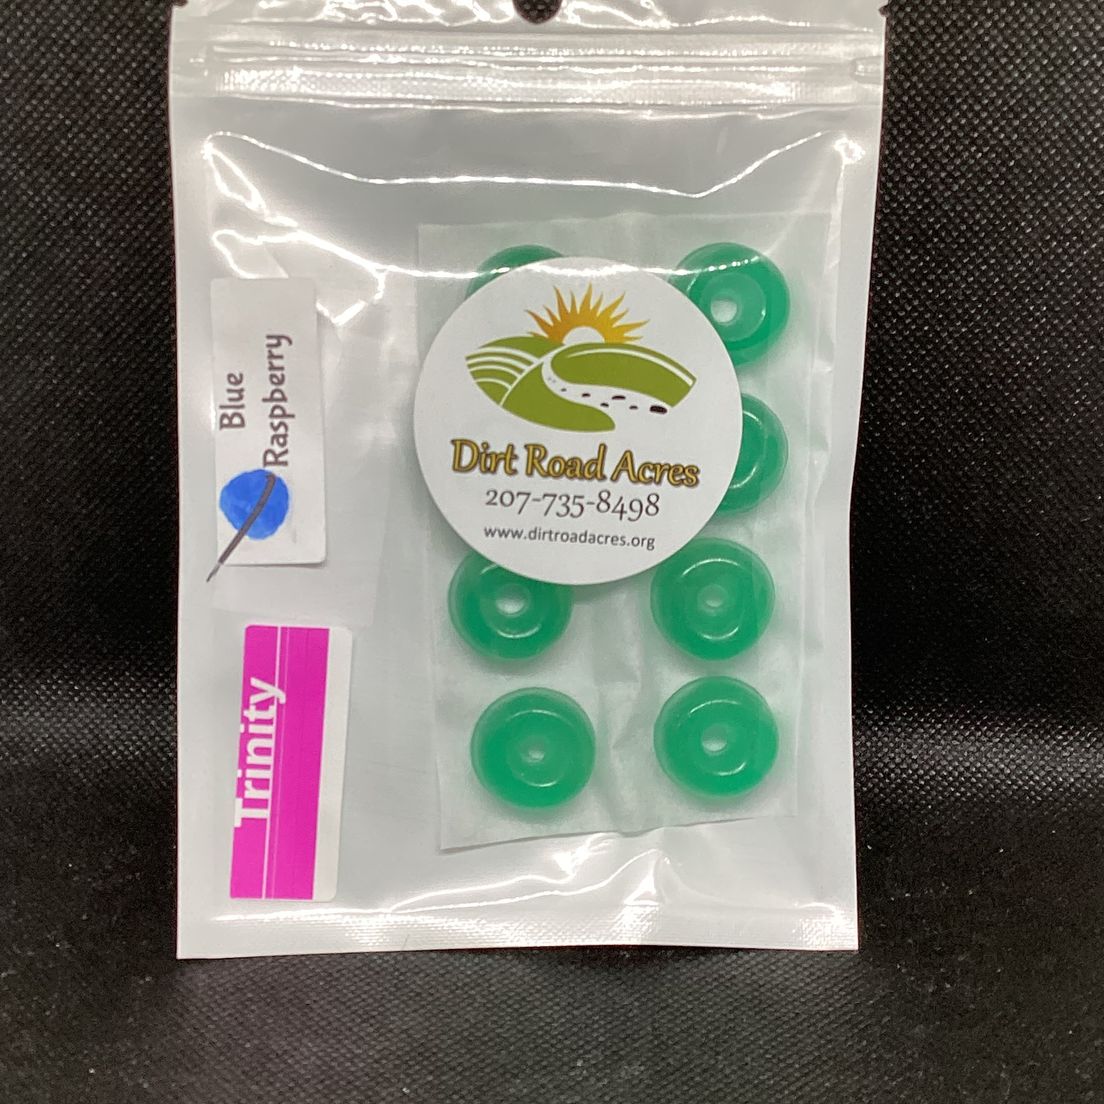 Blue
Raspberry
Trinity
Dirt Road Acres
207-735-8498
www.dirtroadacres.org